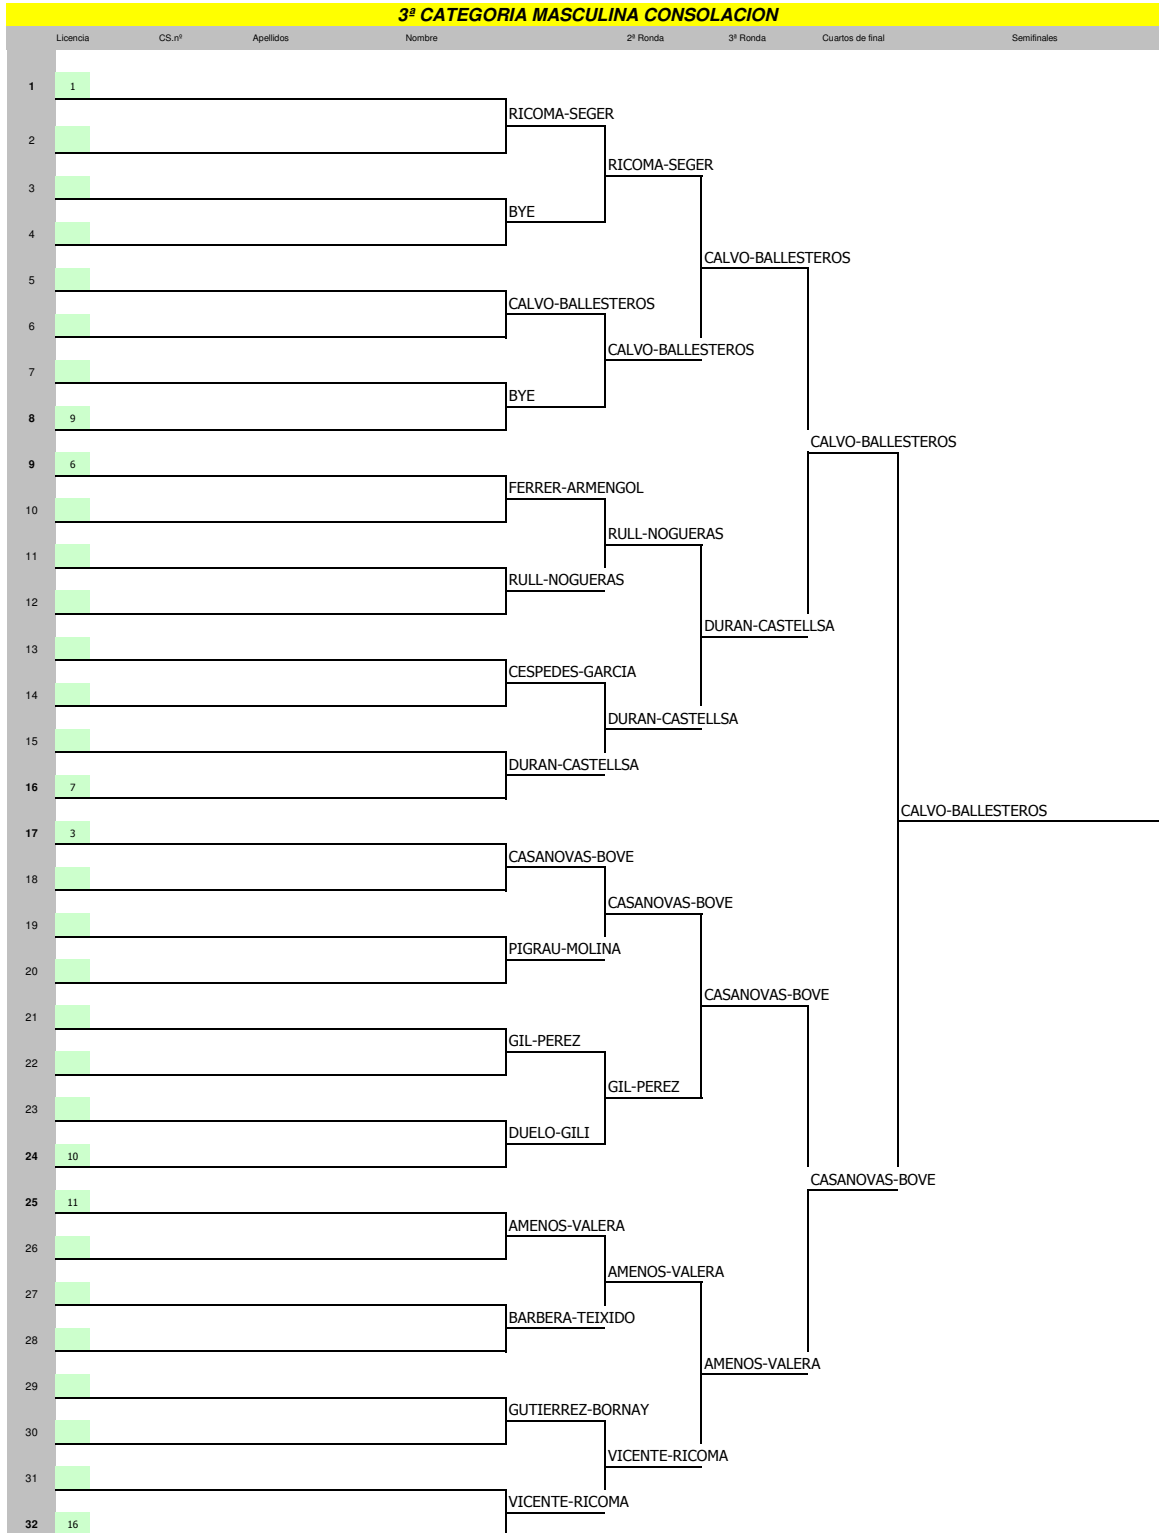 3ª CATEGORIA MASCULINA CONSOLACION
Licencia CS.nº Apellidos Nombre 2ª Ronda 3ª Ronda Cuartos de final Semifinales
1 1
RICOMA-SEGER
2
RICOMA-SEGER
3
BYE
4
CALVO-BALLESTEROS
5
CALVO-BALLESTEROS
6
CALVO-BALLESTEROS
7
BYE
8 9
CALVO-BALLESTEROS
9 6
FERRER-ARMENGOL
10
RULL-NOGUERAS
11
RULL-NOGUERAS
12
DURAN-CASTELLSA
13
CESPEDES-GARCIA
14
DURAN-CASTELLSA
15
DURAN-CASTELLSA
16 7
CALVO-BALLESTEROS
17 3
CASANOVAS-BOVE
18
CASANOVAS-BOVE
19
PIGRAU-MOLINA
20
CASANOVAS-BOVE
21
GIL-PEREZ
22
GIL-PEREZ
23
DUELO-GILI
24 10
CASANOVAS-BOVE
25 11
AMENOS-VALERA
26
AMENOS-VALERA
27
BARBERA-TEIXIDO
28
AMENOS-VALERA
29
GUTIERREZ-BORNAY
30
VICENTE-RICOMA
31
VICENTE-RICOMA
32 16